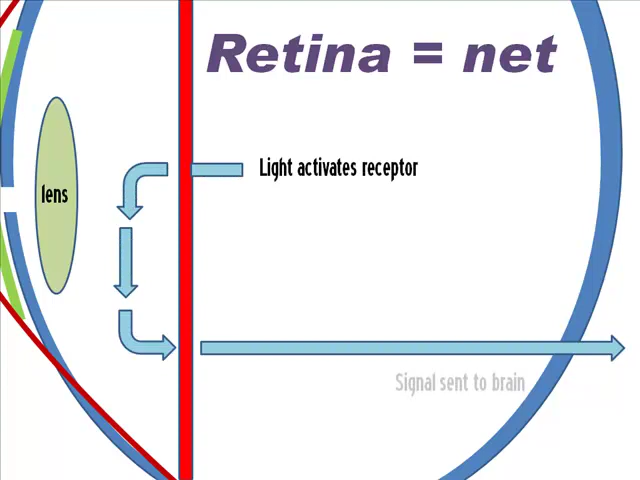 Retina = net
Light activates receptor
lens
Signal sent to brain